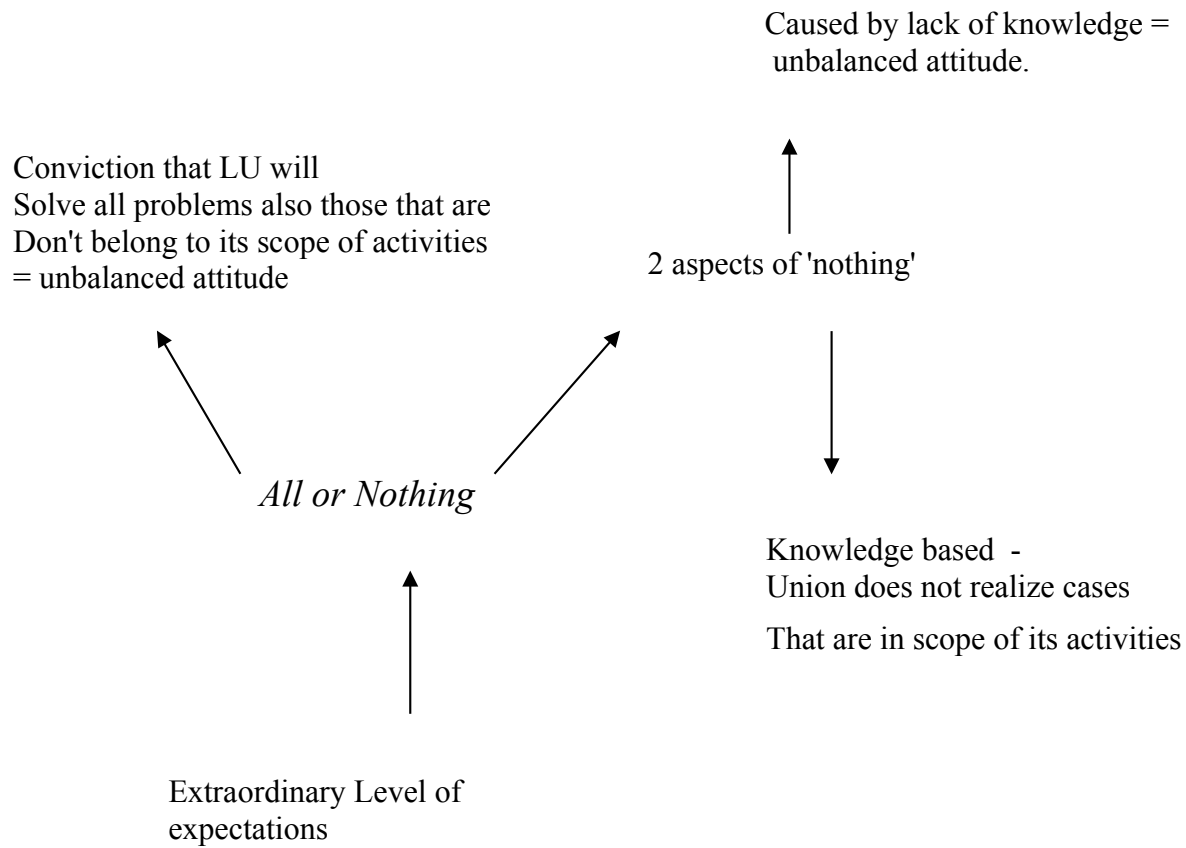 Caused by lack of knowledge =
unbalanced attitude.
Conviction that LU will
Solve all problems also those that are
Don't belong to its scope of activities
= unbalanced attitude
2 aspects of 'nothing'
All or Nothing
Knowledge based -
Union does not realize cases
That are in scope of its activities
Extraordinary Level of
expectations